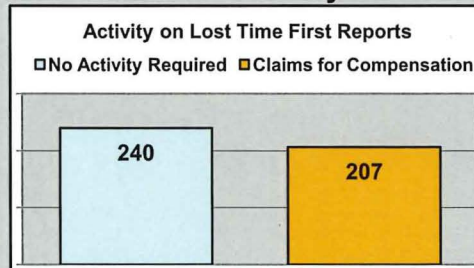 Activity on Lost Time First Reports
No Activity Required Claims for Compensation
240
207